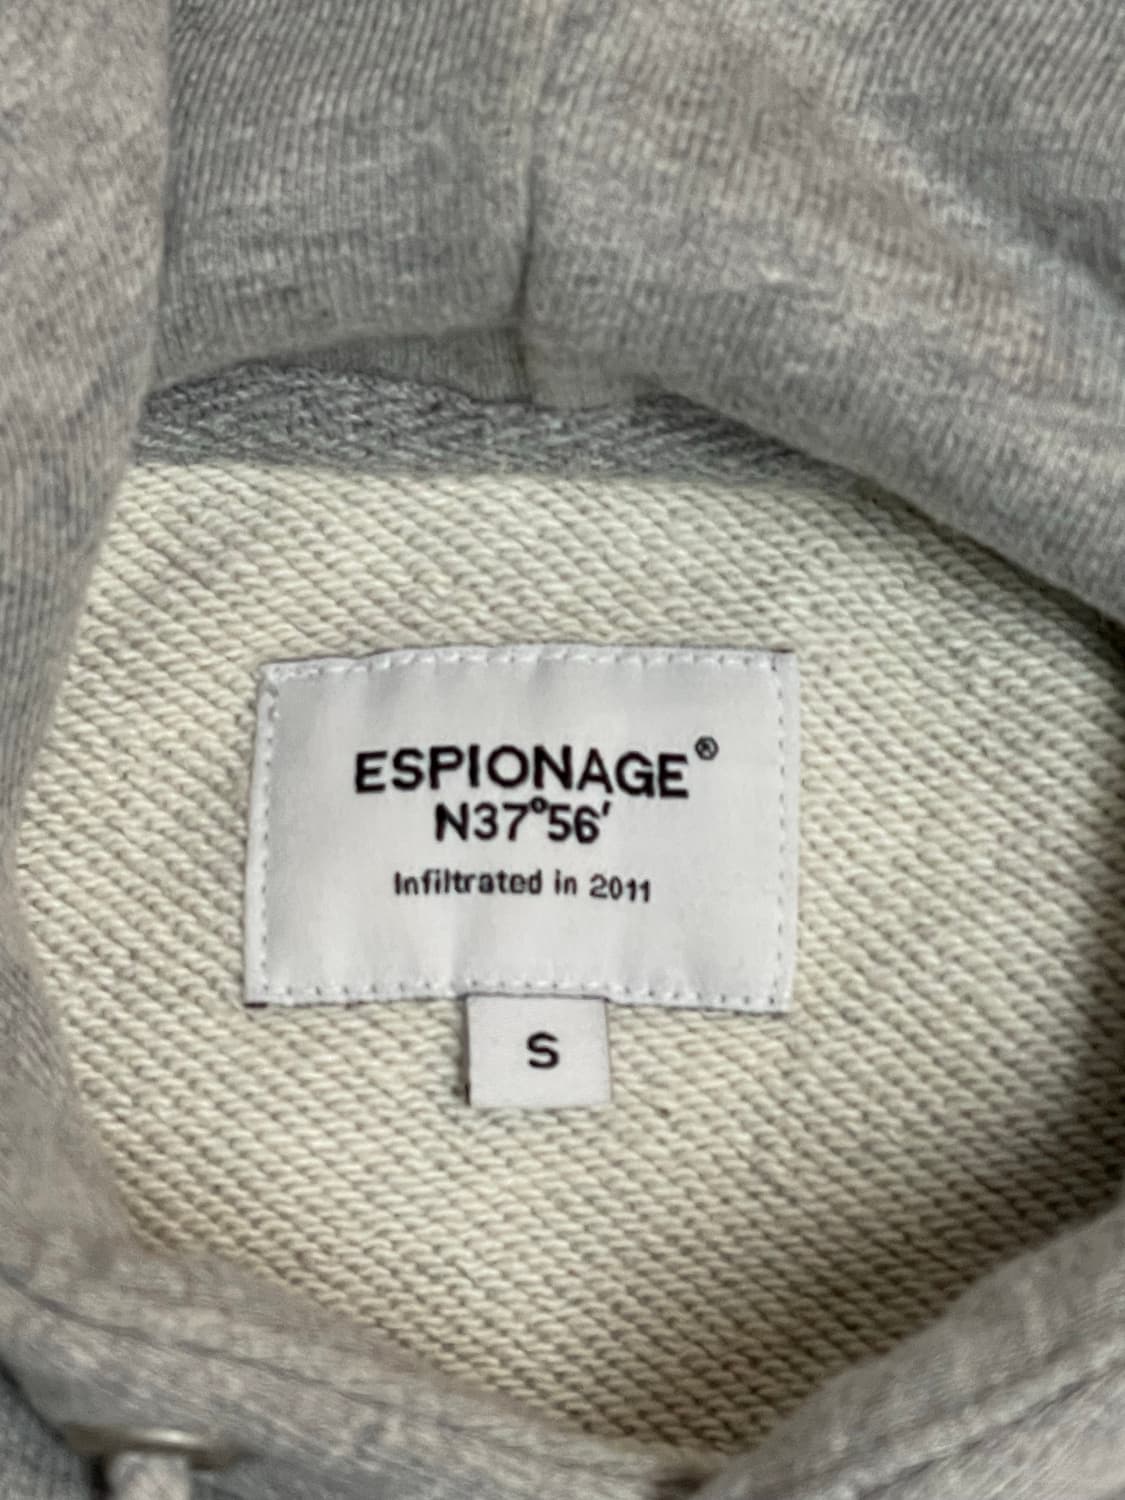 ESPIONAGE®
N37°56′
Infiltrated in 2011
S